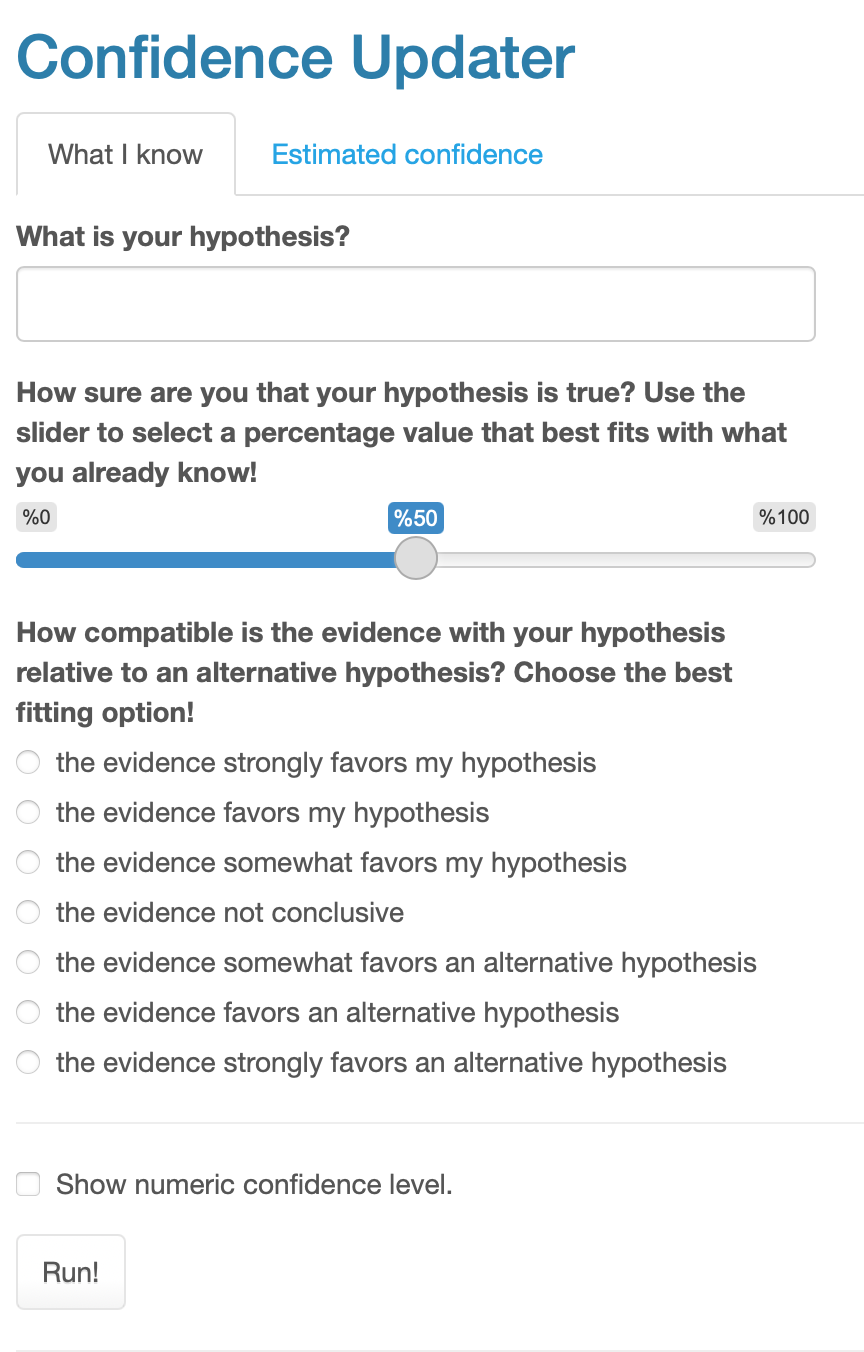 Confidence Updater
What I know
Estimated confidence
What is your hypothesis?
How sure are you that your hypothesis is true? Use the
slider to select a percentage value that best fits with what
you already know!
%0
%50
%100
How compatible is the evidence with your hypothesis
relative to an alternative hypothesis? Choose the best
fitting option!
the evidence strongly favors my hypothesis
the evidence favors my hypothesis
the evidence somewhat favors my hypothesis
the evidence not conclusive
the evidence somewhat favors an alternative hypothesis
the evidence favors an alternative hypothesis
the evidence strongly favors an alternative hypothesis
Show numeric confidence level.
Run!